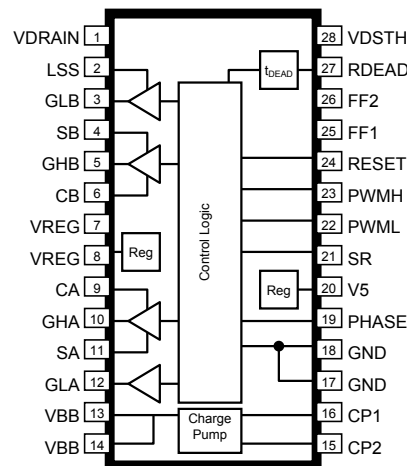 VDRAIN 1
LSS 2
GLB 3
SB 4
GHB 5
CB 6
VREG 7
VREG 8
CA 9
GHA 10
SA 11
GLA 12
VBB 13
VBB 14
tDEAD
Control Logic
Reg
Reg
Charge
Pump
28 VDSTH
27 RDEAD
26 FF2
25 FF1
24 RESET
23 PWMH
22 PWML
21 SR
20 V5
19 PHASE
18 GND
17 GND
16 CP1
15 CP2